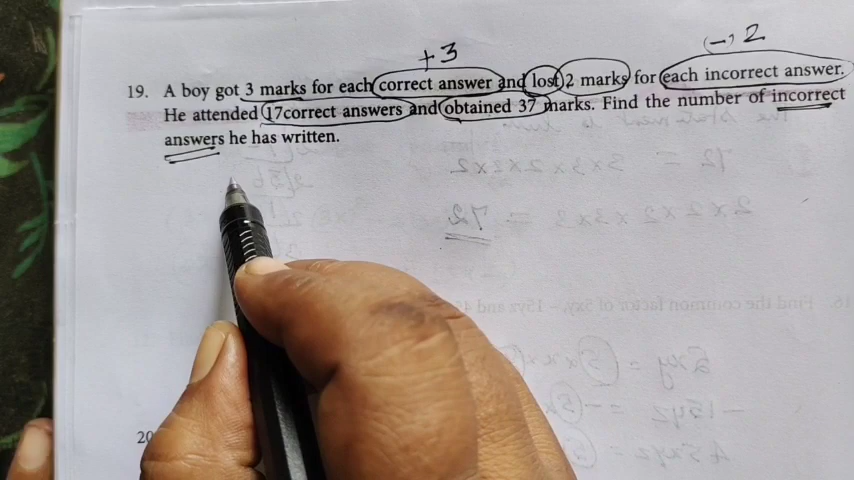 +3
(-) 2
19. A boy got 3 marks for each correct answer and lost 2 marks for each incorrect answer.
He attended 17correct answers and obtained 37 marks. Find the number of incorrect
answers he has written.
20